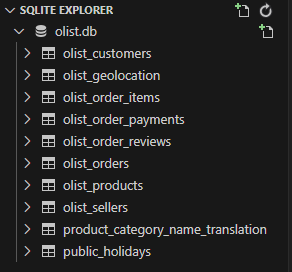 SQLITE EXPLORER
olist.db
olist_customers
olist_geolocation
olist_order_items
olist_order_payments
olist_order_reviews
olist_orders
olist_products
olist_sellers
product_category_name_translation
public_holidays